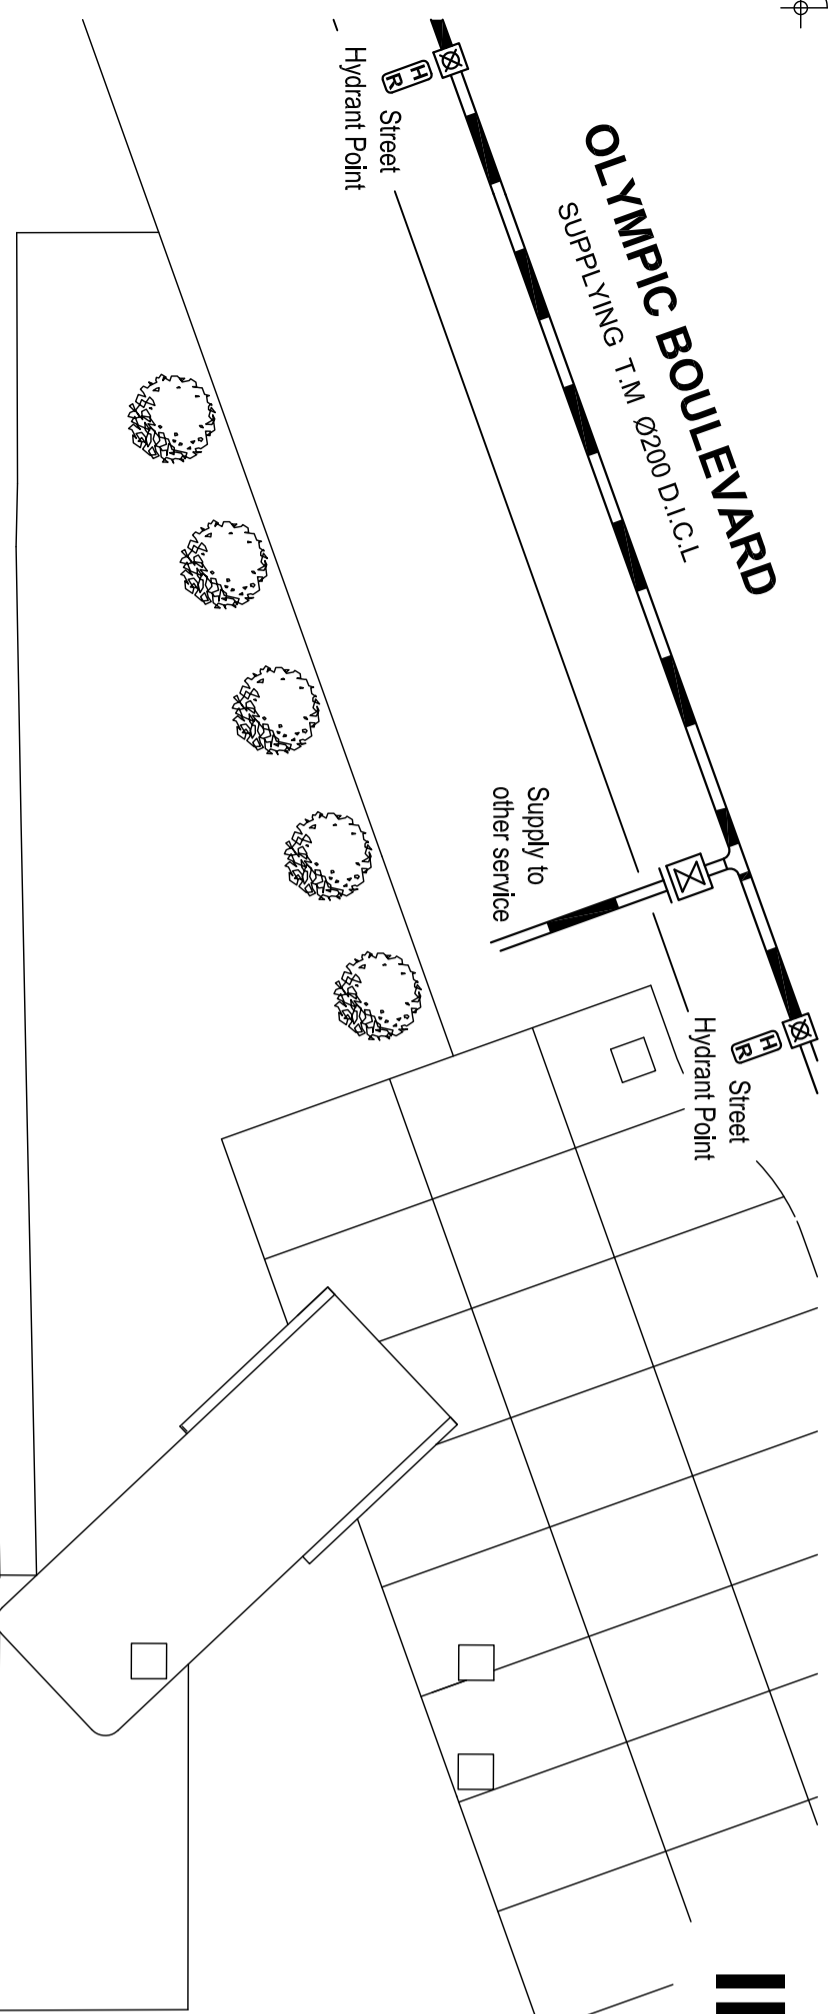 OLYMPIC BOULEVARD
SUPPLYING T.M Ø200 D.I.C.L
H
R
Street
Hydrant Point
Supply to
other service
H
R
Street
Hydrant Point